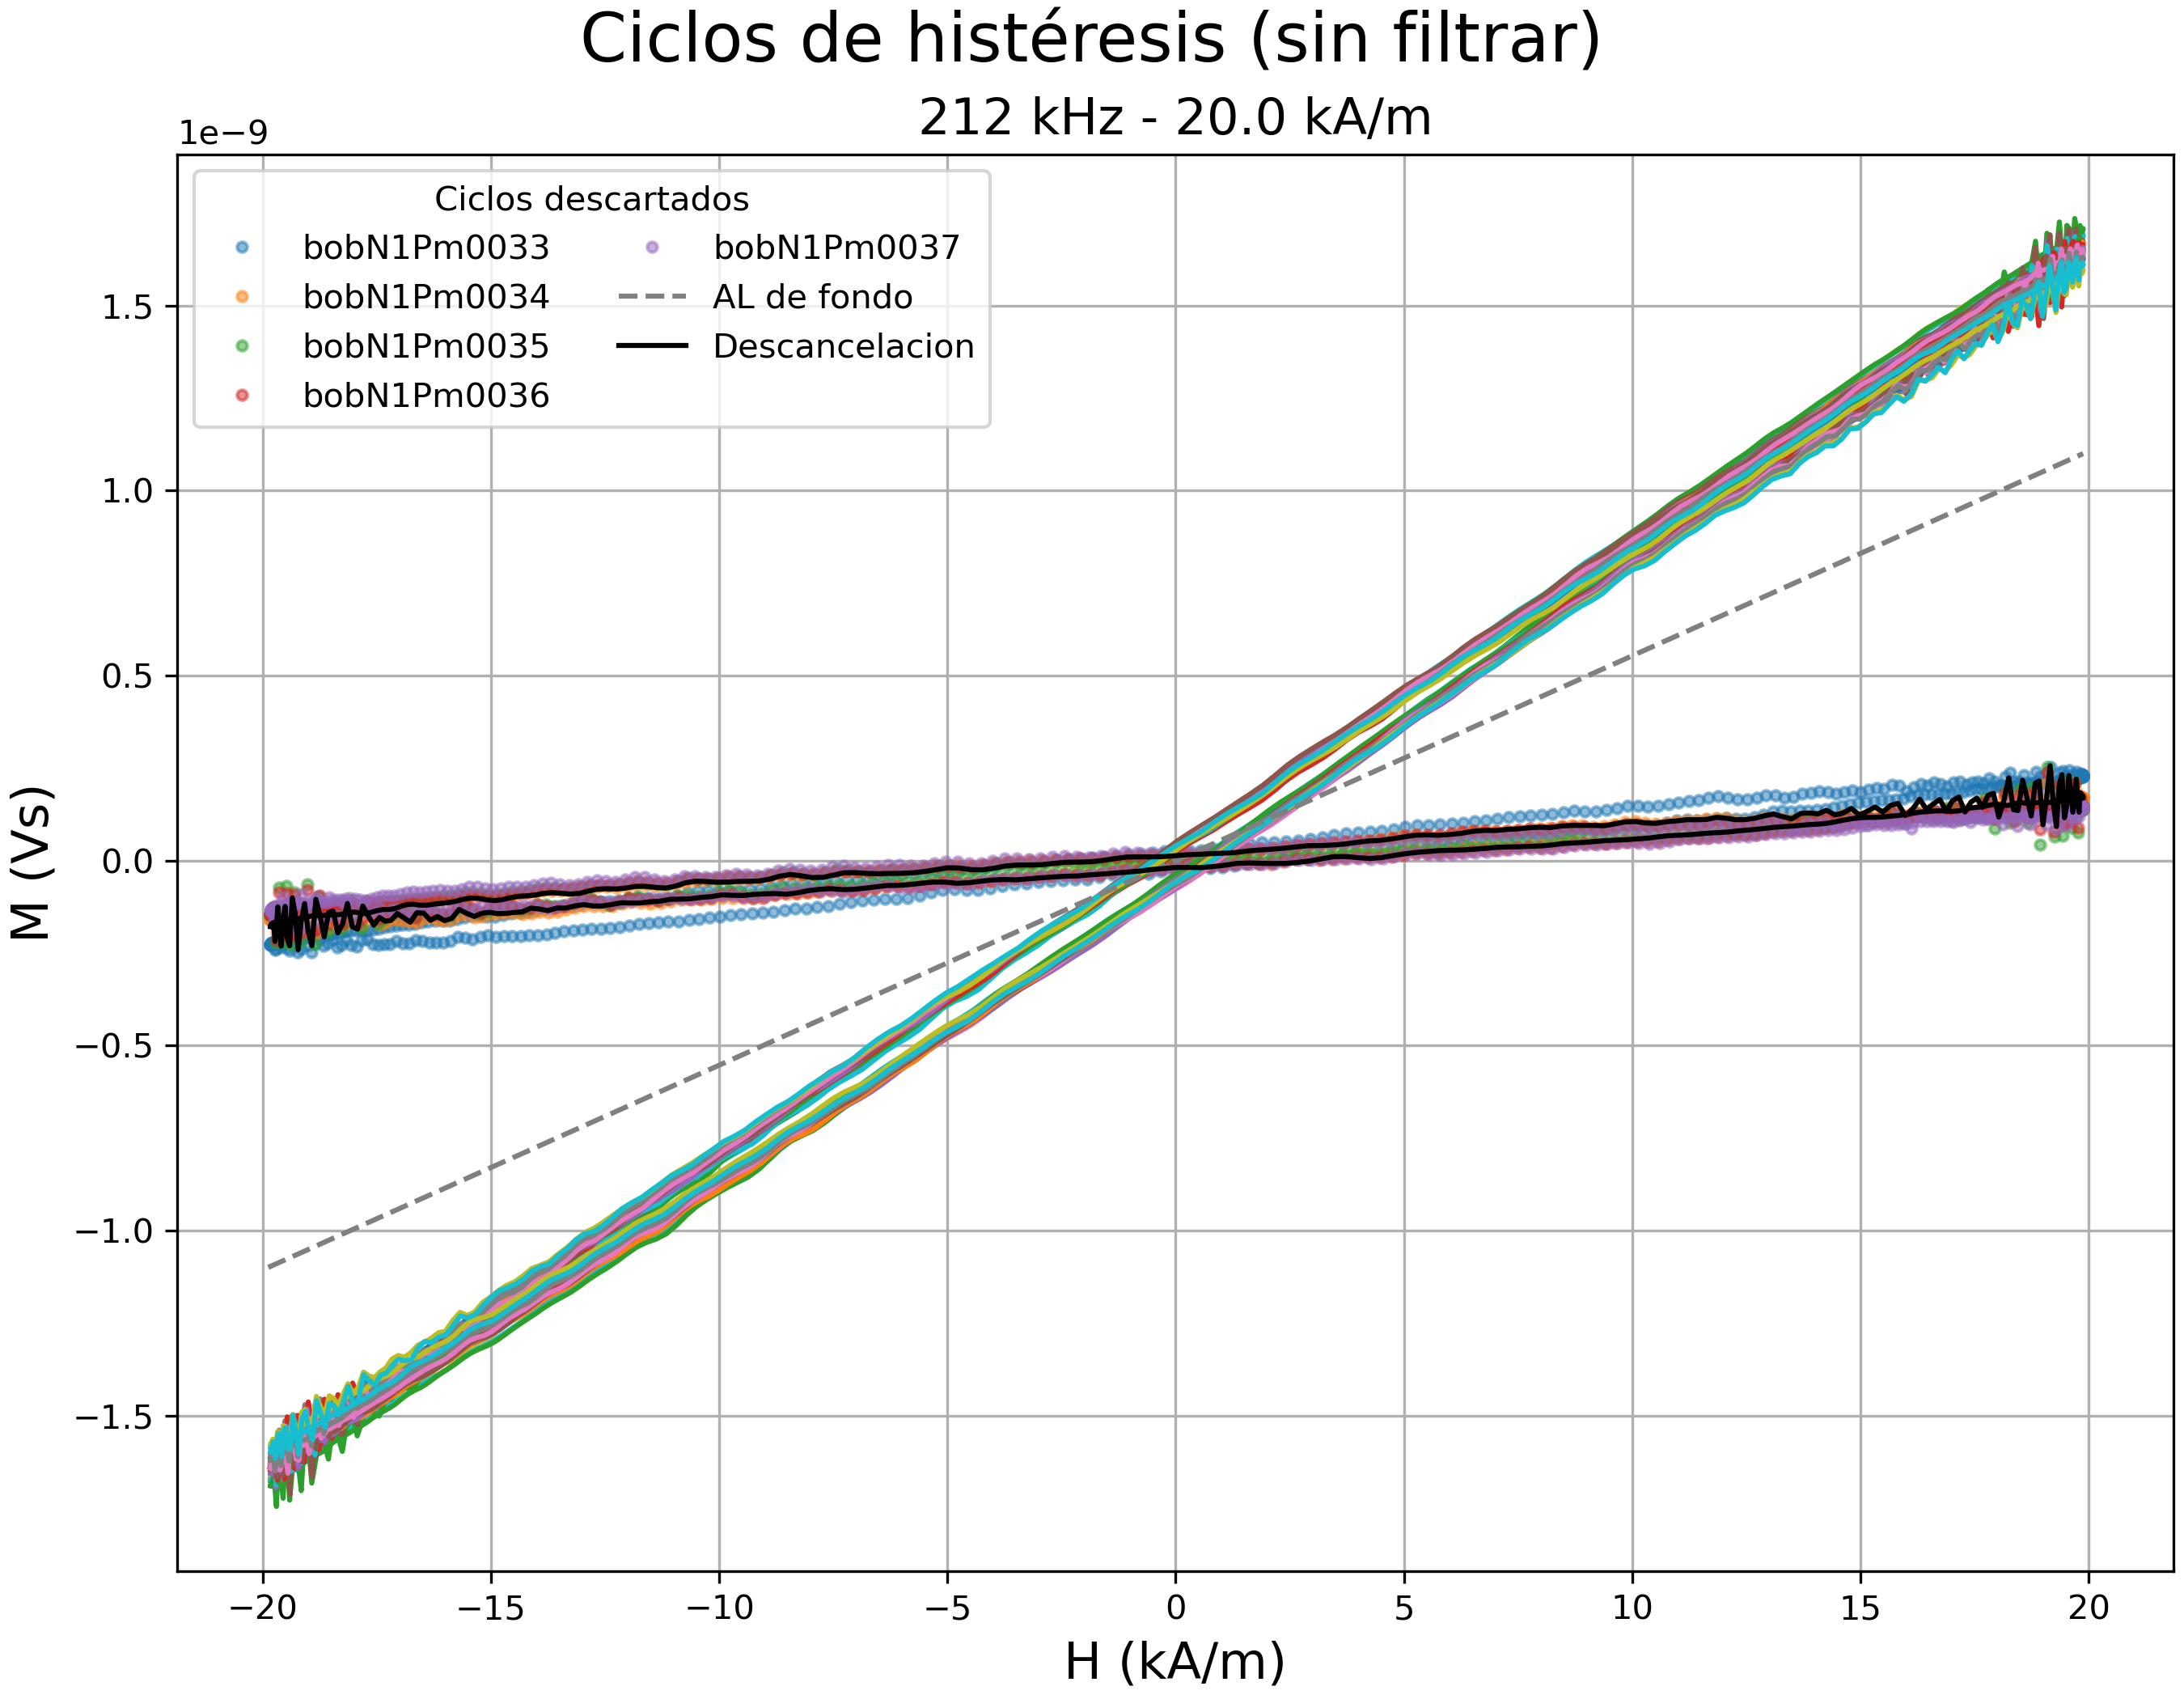 Ciclos de histéresis (sin filtrar)
212 kHz - 20.0 kA/m
1e−9
Ciclos descartados
bobN1Pm0033
bobN1Pm0034
bobN1Pm0035
bobN1Pm0036
bobN1Pm0037
AL de fondo
Descancelacion
1.5
1.0
0.5
0.0
−0.5
−1.0
−1.5
M (Vs)
−20 −15 −10 −5 0 5 10 15 20
H (kA/m)